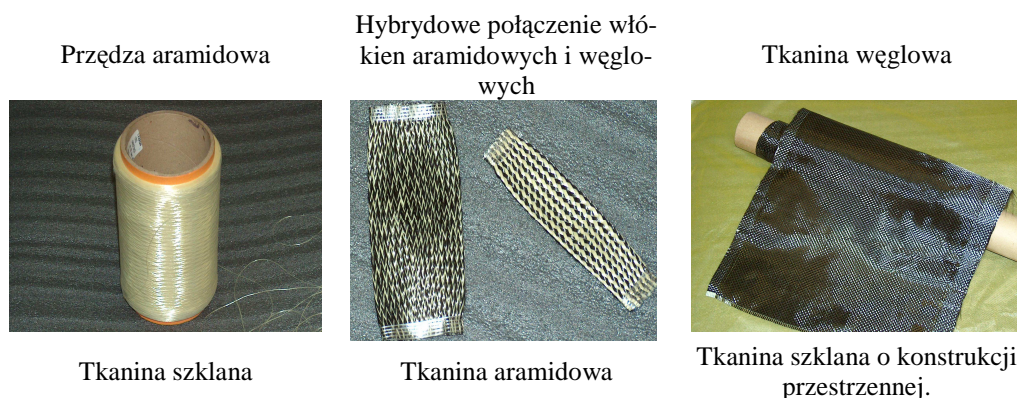 Przędza aramidowa
Hybrydowe połączenie włó-
kien aramidowych i węglo-
wych
Tkanina węglowa
Tkanina szklana
Tkanina aramidowa
Tkanina szklana o konstrukcji
przestrzennej.